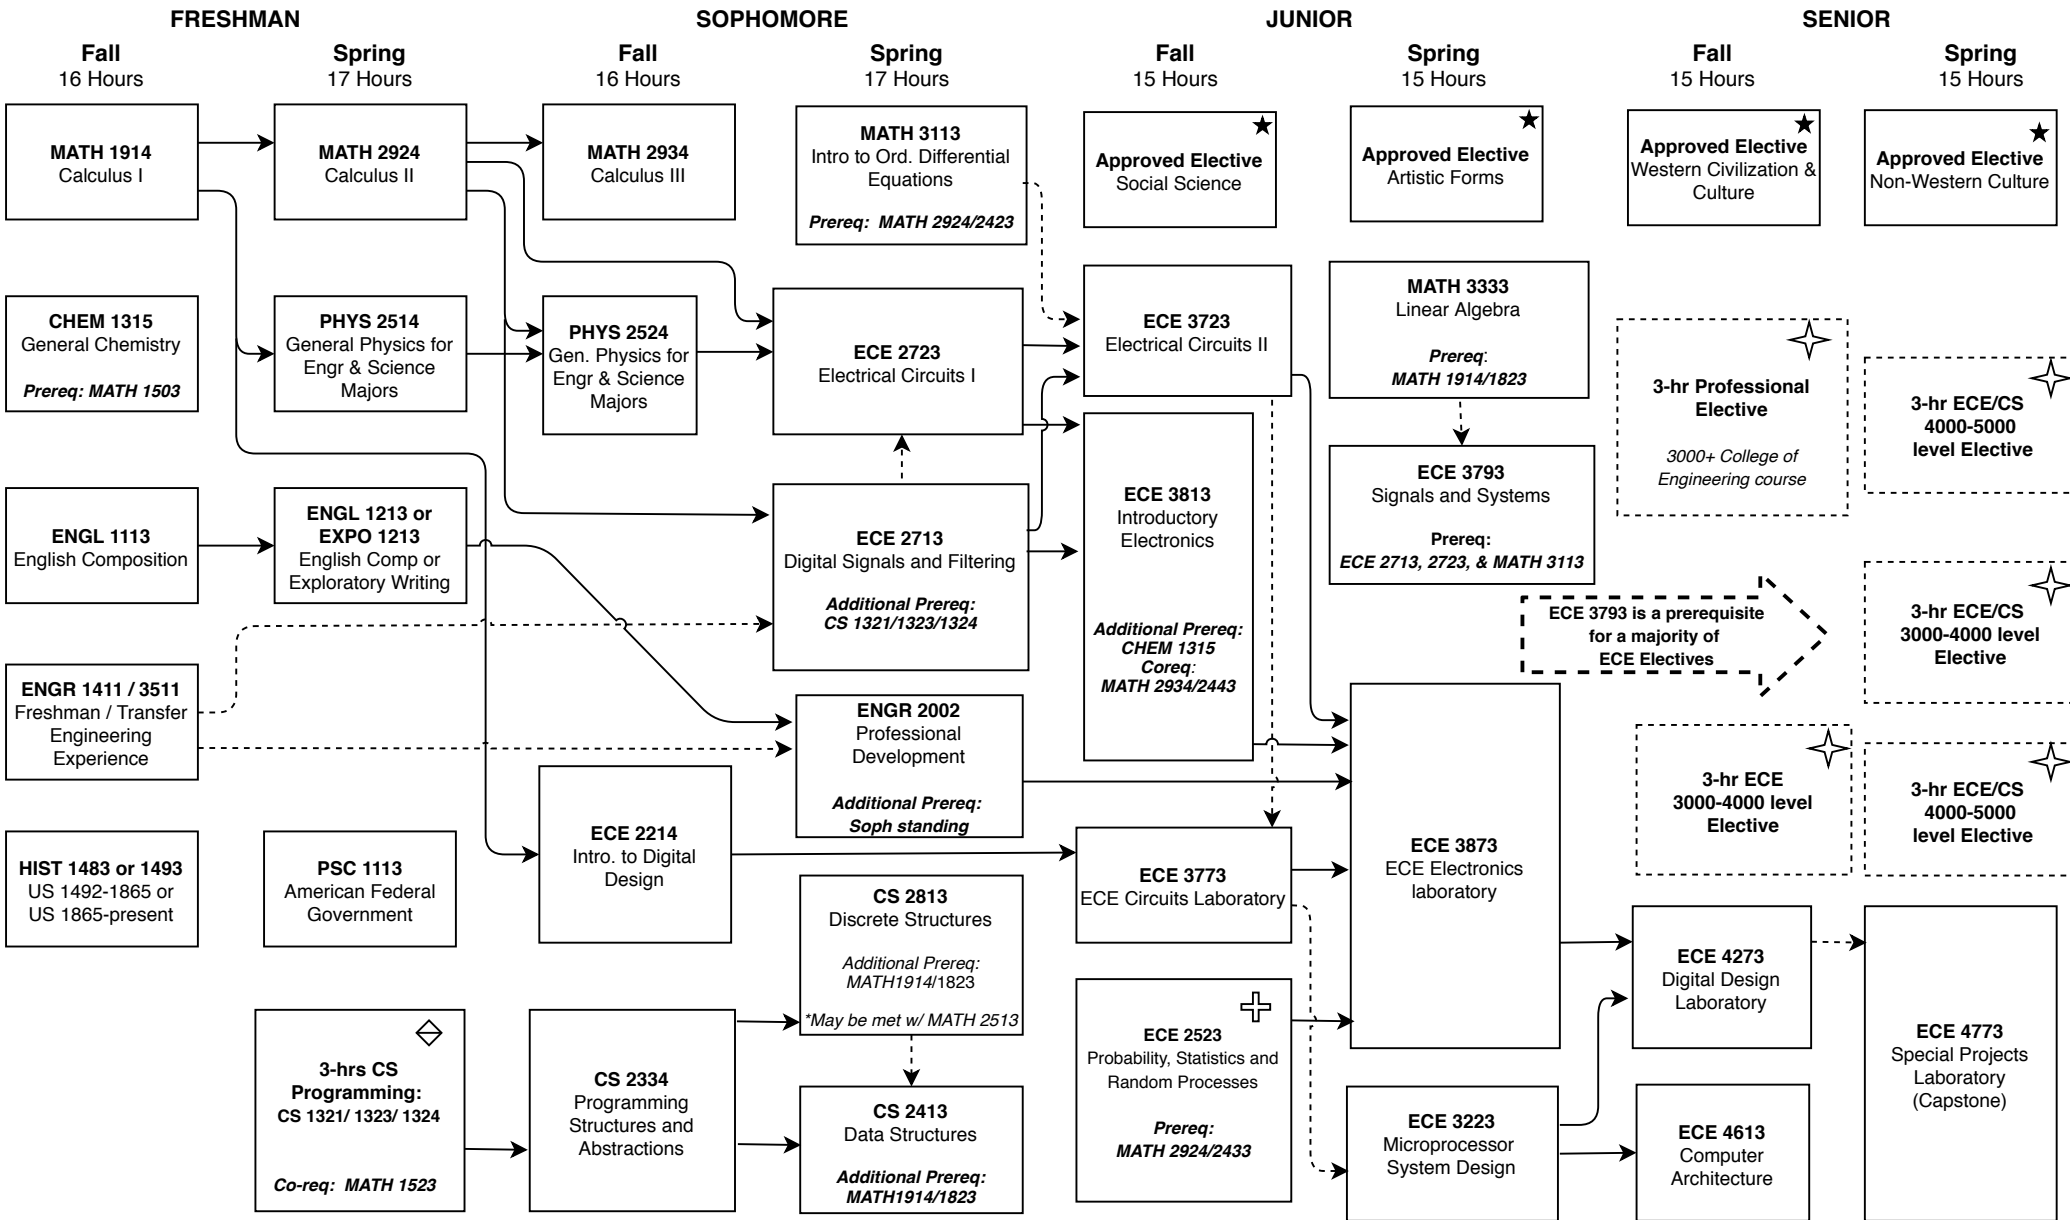 FRESHMAN
SOPHOMORE
JUNIOR
SENIOR
Fall
16 Hours
Spring
17 Hours
Fall
16 Hours
Spring
17 Hours
Fall
15 Hours
Spring
15 Hours
Fall
15 Hours
Spring
15 Hours
MATH 1914
Calculus I
MATH 2924
Calculus II
MATH 2934
Calculus III
MATH 3113
Intro to Ord. Differential
Equations
Prereq: MATH 2924/2423
Approved Elective
Social Science
Approved Elective
Artistic Forms
Approved Elective
Western Civilization &
Culture
Approved Elective
Non-Western Culture
CHEM 1315
General Chemistry
Prereq: MATH 1503
PHYS 2514
General Physics for
Engr & Science
Majors
PHYS 2524
Gen. Physics for
Engr & Science
Majors
ECE 2723
Electrical Circuits I
ECE 3723
Electrical Circuits II
MATH 3333
Linear Algebra
Prereq:
MATH 1914/1823
3-hr Professional
Elective
3000+ College of
Engineering course
3-hr ECE/CS
4000-5000
level Elective
ENGL 1113
English Composition
ENGL 1213 or
EXPO 1213
English Comp or
Exploratory Writing
ECE 2713
Digital Signals and Filtering
Additional Prereq:
CS 1321/1323/1324
ECE 3813
Introductory
Electronics
Additional Prereq:
CHEM 1315
Coreq:
MATH 2934/2443
ECE 3793
Signals and Systems
Prereq:
ECE 2713, 2723, & MATH 3113
ECE 3793 is a prerequisite
for a majority of
ECE Electives
3-hr ECE/CS
3000-4000 level
Elective
ENGR 1411 / 3511
Freshman / Transfer
Engineering
Experience
ENGR 2002
Professional
Development
Additional Prereq:
Soph standing
3-hr ECE
3000-4000 level
Elective
3-hr ECE/CS
4000-5000
level Elective
HIST 1483 or 1493
US 1492-1865 or
US 1865-present
PSC 1113
American Federal
Government
ECE 2214
Intro. to Digital
Design
CS 2813
Discrete Structures
Additional Prereq:
MATH1914/1823
*May be met w/ MATH 2513
ECE 3773
ECE Circuits Laboratory
ECE 3873
ECE Electronics
laboratory
ECE 4273
Digital Design
Laboratory
ECE 4773
Special Projects
Laboratory
(Capstone)
3-hrs CS
Programming:
CS 1321/ 1323/ 1324
Co-req: MATH 1523
CS 2334
Programming
Structures and
Abstractions
CS 2413
Data Structures
Additional Prereq:
MATH1914/1823
ECE 2523
Probability, Statistics and
Random Processes
Prereq:
MATH 2924/2433
ECE 3223
Microprocessor
System Design
ECE 4613
Computer
Architecture